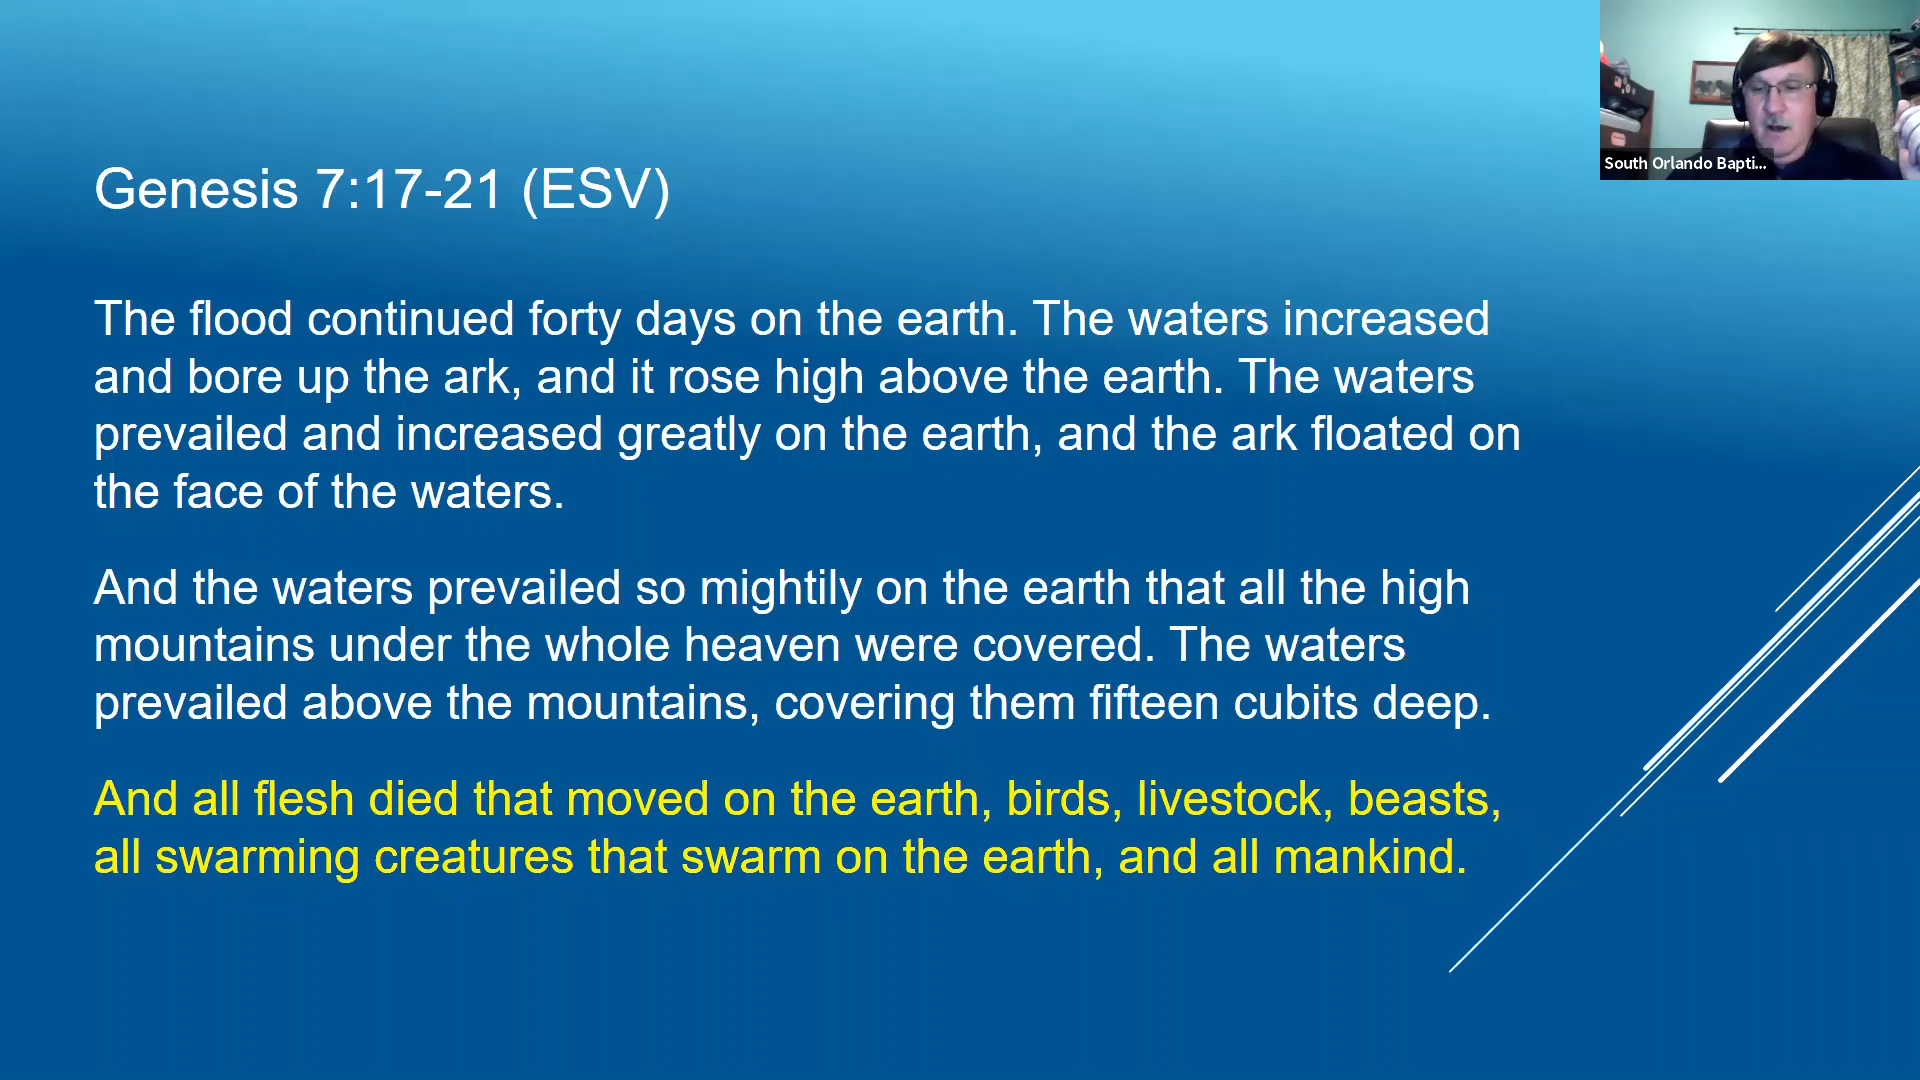 Genesis 7:17-21 (ESV)
The flood continued forty days on the earth. The waters increased
and bore up the ark, and it rose high above the earth. The waters
prevailed and increased greatly on the earth, and the ark floated on
the face of the waters.
And the waters prevailed so mightily on the earth that all the high
mountains under the whole heaven were covered. The waters
prevailed above the mountains, covering them fifteen cubits deep.
And all flesh died that moved on the earth, birds, livestock, beasts,
all swarming creatures that swarm on the earth, and all mankind.
South Orlando Bapti...